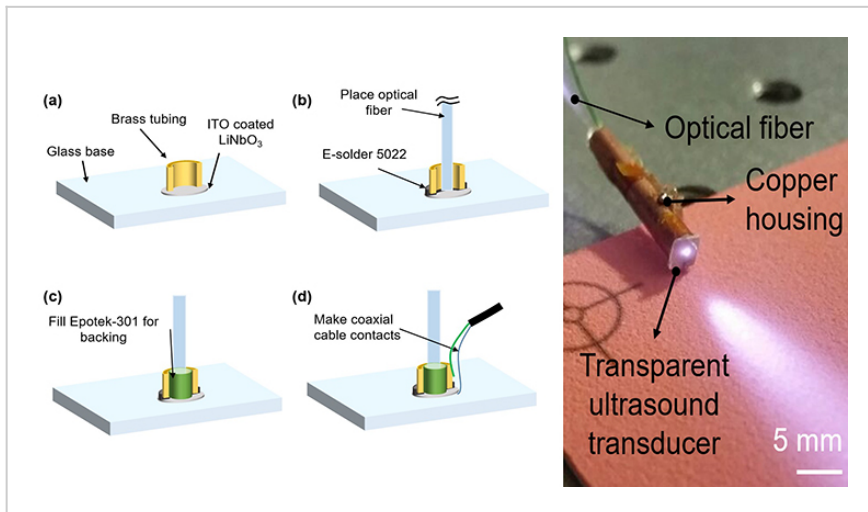 (a)
Brass tubing
ITO coated
LiNbO₃
Glass base
(b)
Place optical
fiber
E-solder 5022
(c)
Fill Epotek-301 for
backing
(d)
Make coaxial
cable contacts
Optical fiber
Copper
housing
Transparent
ultrasound
transducer
5 mm